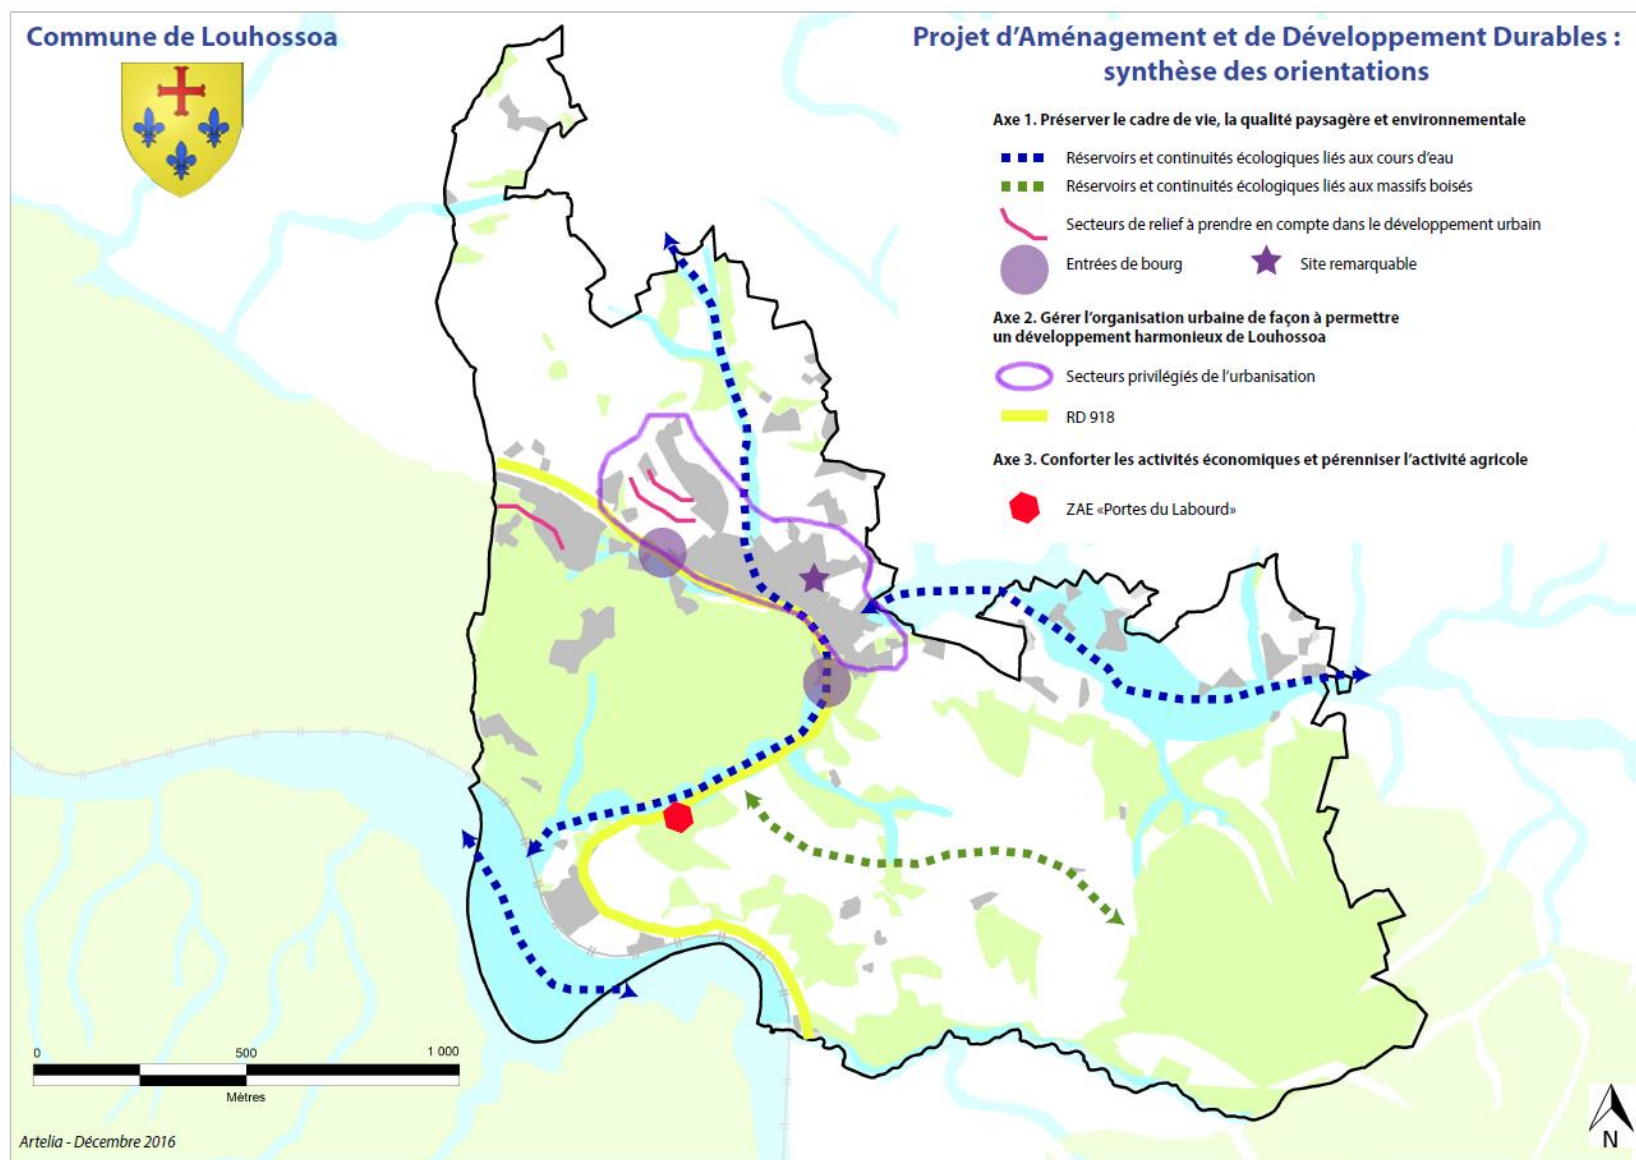 Commune de Louhossoa
Projet d’Aménagement et de Développement Durables :
synthèse des orientations
Axe 1. Préserver le cadre de vie, la qualité paysagère et environnementale
Réservoirs et continuités écologiques liés aux cours d’eau
Réservoirs et continuités écologiques liés aux massifs boisés
Secteurs de relief à prendre en compte dans le développement urbain
Entrées de bourg
Site remarquable
Axe 2. Gérer l’organisation urbaine de façon à permettre
un développement harmonieux de Louhossoa
Secteurs privilégiés de l’urbanisation
RD 918
Axe 3. Conforter les activités économiques et pérenniser l’activité agricole
ZAE «Portes du Labourd»
0 500 1 000
Mètres
Artelia - Décembre 2016
N